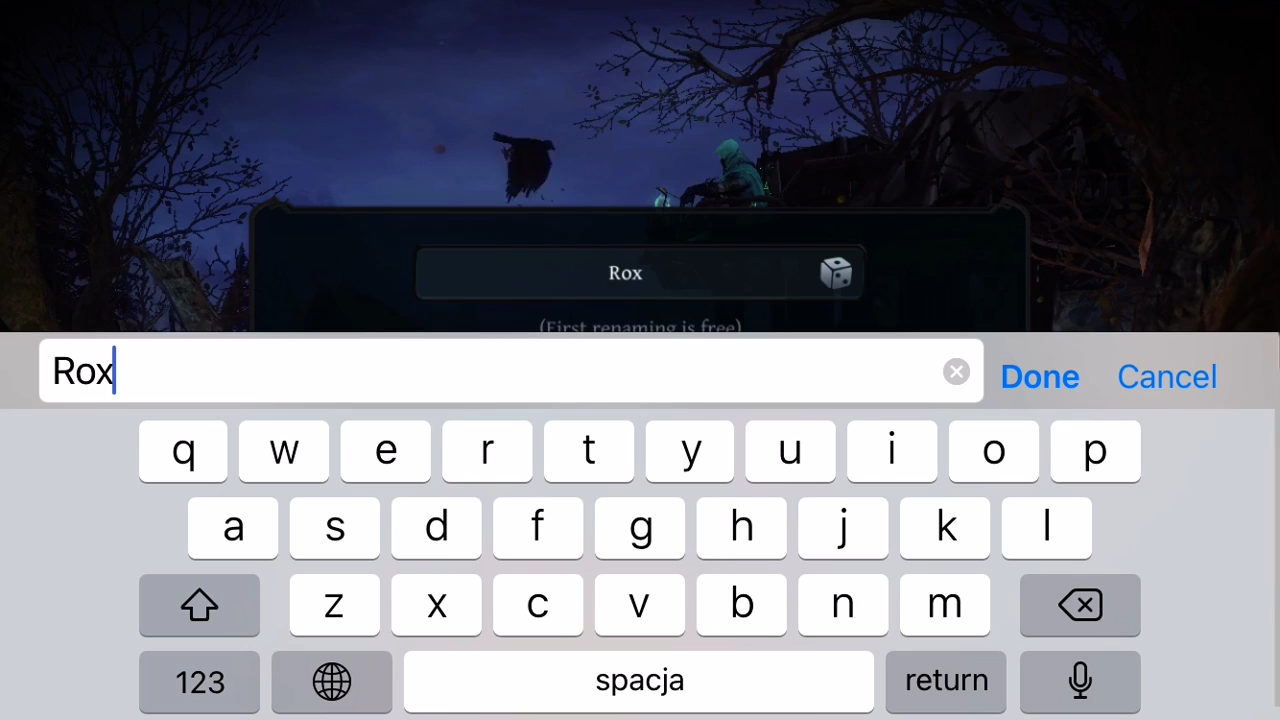 Rox
(First renaming is free)
Rox
Done Cancel
q w e r t y u i o p
a s d f g h j k l
z x c v b n m
123 spacja return